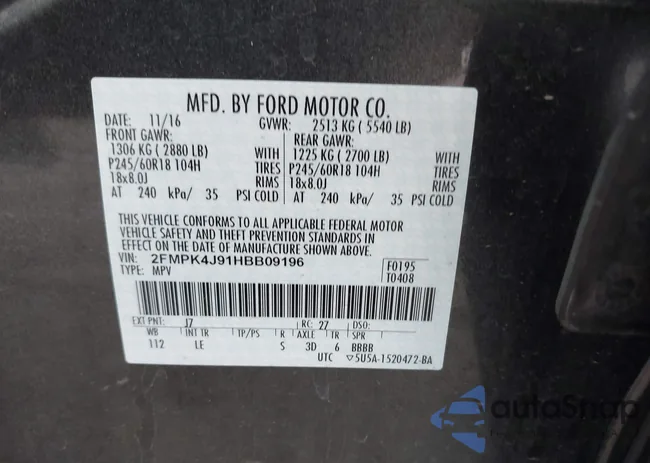 MFD. BY FORD MOTOR CO.
DATE: 11/16 GVWR: 2513 KG ( 5540 LB)
FRONT GAWR: REAR GAWR:
1306 KG ( 2880 LB) WITH 1225 KG ( 2700 LB) WITH
P245/60R18 104H TIRES P245/60R18 104H TIRES
18x8.0J RIMS 18x8.0J RIMS
AT 240 kPa/ 35 PSI COLD AT 240 kPa/ 35 PSI COLD
THIS VEHICLE CONFORMS TO ALL APPLICABLE FEDERAL MOTOR
VEHICLE SAFETY AND THEFT PREVENTION STANDARDS IN
EFFECT ON THE DATE OF MANUFACTURE SHOWN ABOVE.
VIN: 2FMPK4J91HBB09196 F0195
TYPE: MPV T0408
EXT PNT: J7 RC: 27 DSO:
WB INT TR TP/PS R AXLE TR SPR
112 LE S 3D 6 BBBB
UTC ▽5U5A-1520472-BA
autoSnap